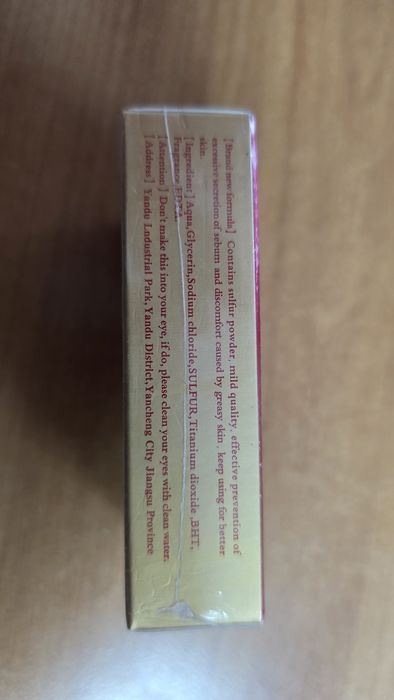 [Brand new formula] Contains sulfur powder, mild quality, effective prevention of
excessive secretion of sebum and discomfort caused by greasy skin, keep using for better
skin.
[Ingredient] Aqua,Glycerin,Sodium chloride,SULFUR,Titanium dioxide ,BHT,
Fragrance,EDTA.
[Attention] Don't make this into your eye, if do, please clean your eyes with clean water.
[Address] Yandu Lndustrial Park, Yandu District,Yancheng City Jiangsu Province